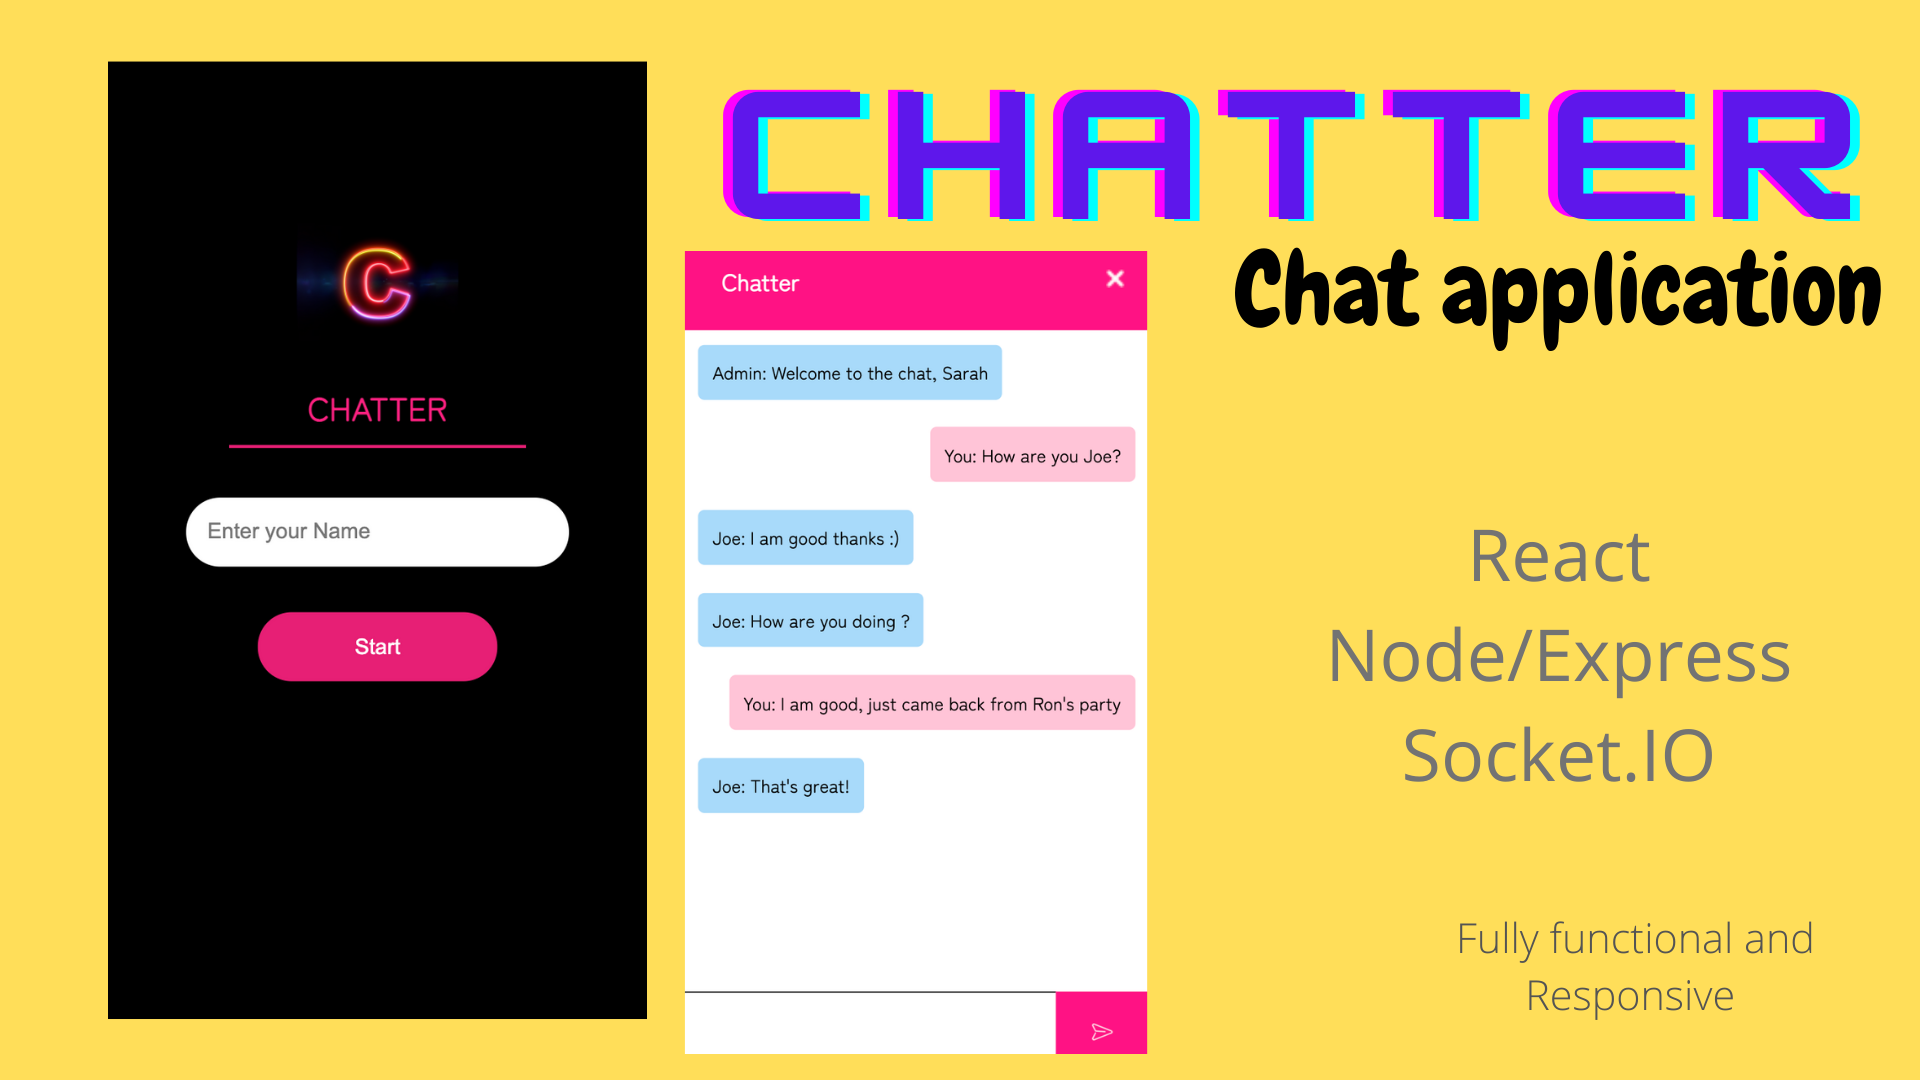 C
CHATTER
Enter your Name
Start
CHATTER
Chat application
Chatter
Admin: Welcome to the chat, Sarah
You: How are you Joe?
Joe: I am good thanks :)
Joe: How are you doing ?
You: I am good, just came back from Ron's party
Joe: That's great!
React
Node/Express
Socket.IO
Fully functional and
Responsive